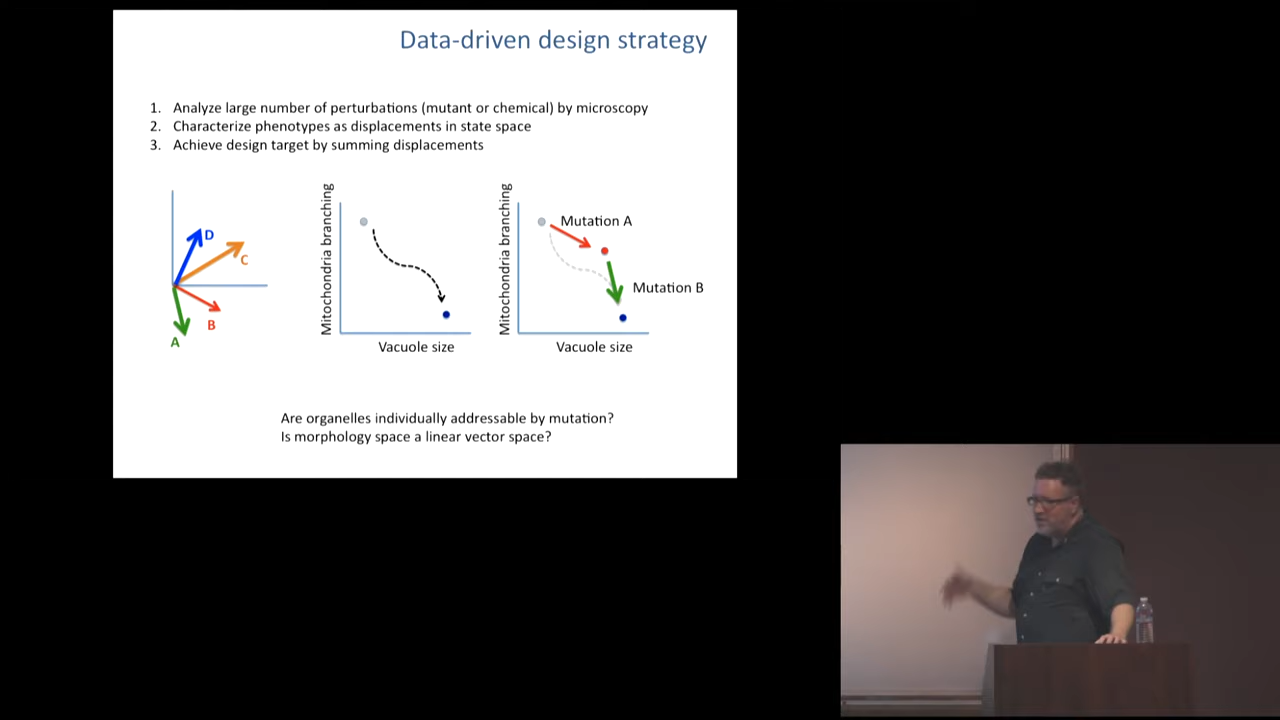 Data-driven design strategy
1. Analyze large number of perturbations (mutant or chemical) by microscopy
2. Characterize phenotypes as displacements in state space
3. Achieve design target by summing displacements
D
C
B
A
Mitochondria branching
Vacuole size
Mitochondria branching
Mutation A
Mutation B
Vacuole size
Are organelles individually addressable by mutation?
Is morphology space a linear vector space?